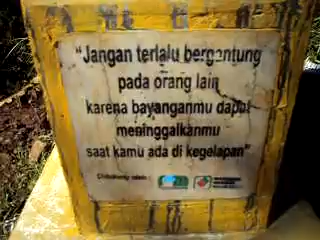 "Jangan terlalu bergantung
pada orang lain
karena bayanganmu dapat
meninggalkanmu
saat kamu ada di kegelapan"